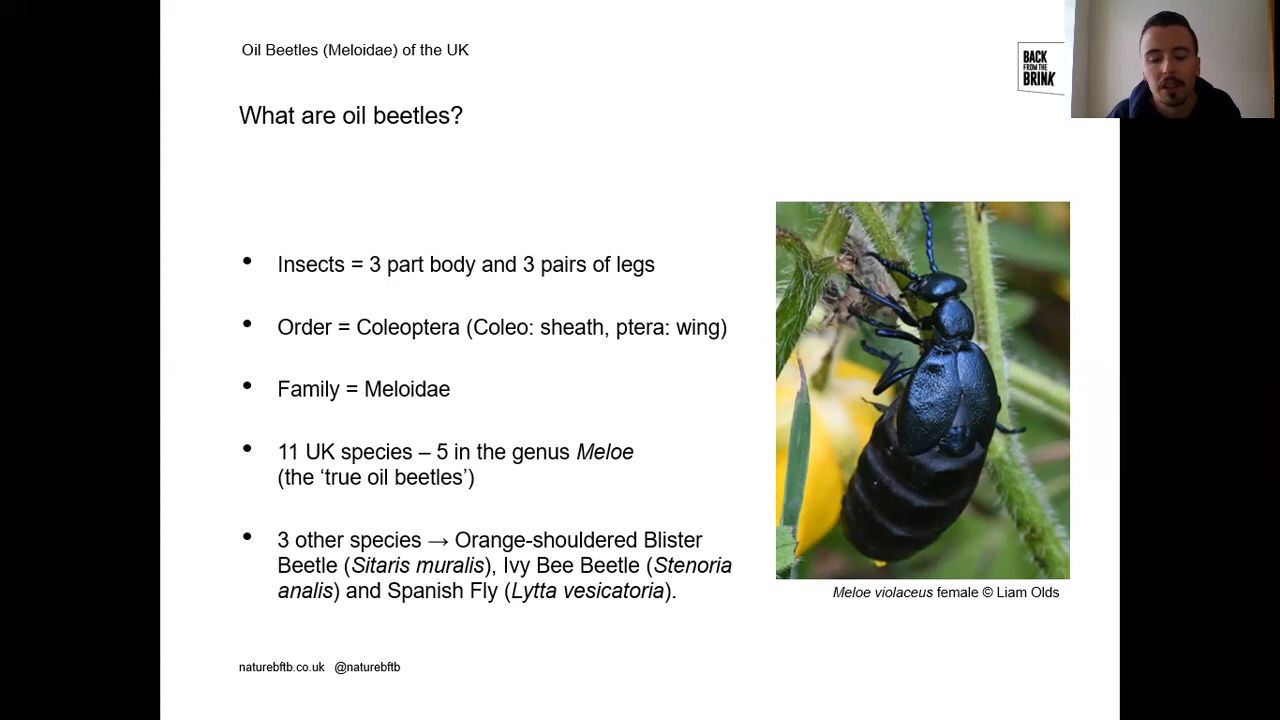 Oil Beetles (Meloidae) of the UK
BACK
FROM THE
BRINK
What are oil beetles?
• Insects = 3 part body and 3 pairs of legs
• Order = Coleoptera (Coleo: sheath, ptera: wing)
• Family = Meloidae
• 11 UK species – 5 in the genus Meloe
(the ‘true oil beetles’)
• 3 other species → Orange-shouldered Blister
Beetle (Sitaris muralis), Ivy Bee Beetle (Stenoria
analis) and Spanish Fly (Lytta vesicatoria).
Meloe violaceus female © Liam Olds
naturebftb.co.uk @naturebftb